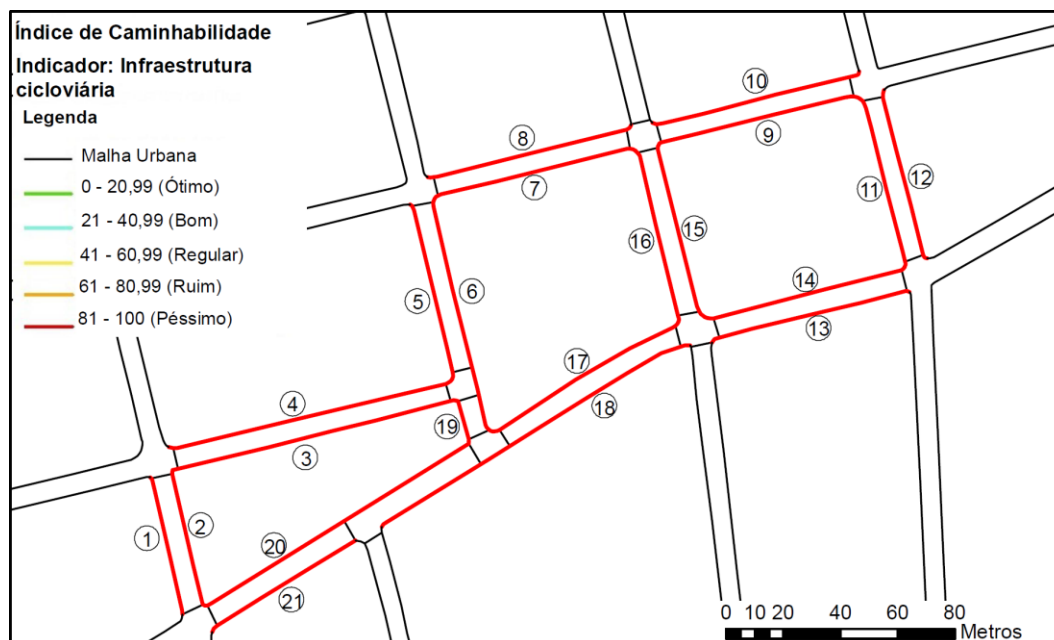 Índice de Caminhabilidade
Indicador: Infraestrutura
cicloviária
Legenda
Malha Urbana
0 - 20,99 (Ótimo)
21 - 40,99 (Bom)
41 - 60,99 (Regular)
61 - 80,99 (Ruim)
81 - 100 (Péssimo)
10
8
9
7
12
11
15
16
5
6
14
13
17
4
18
19
3
2
1
20
21
0 10 20 40 60 80
Metros